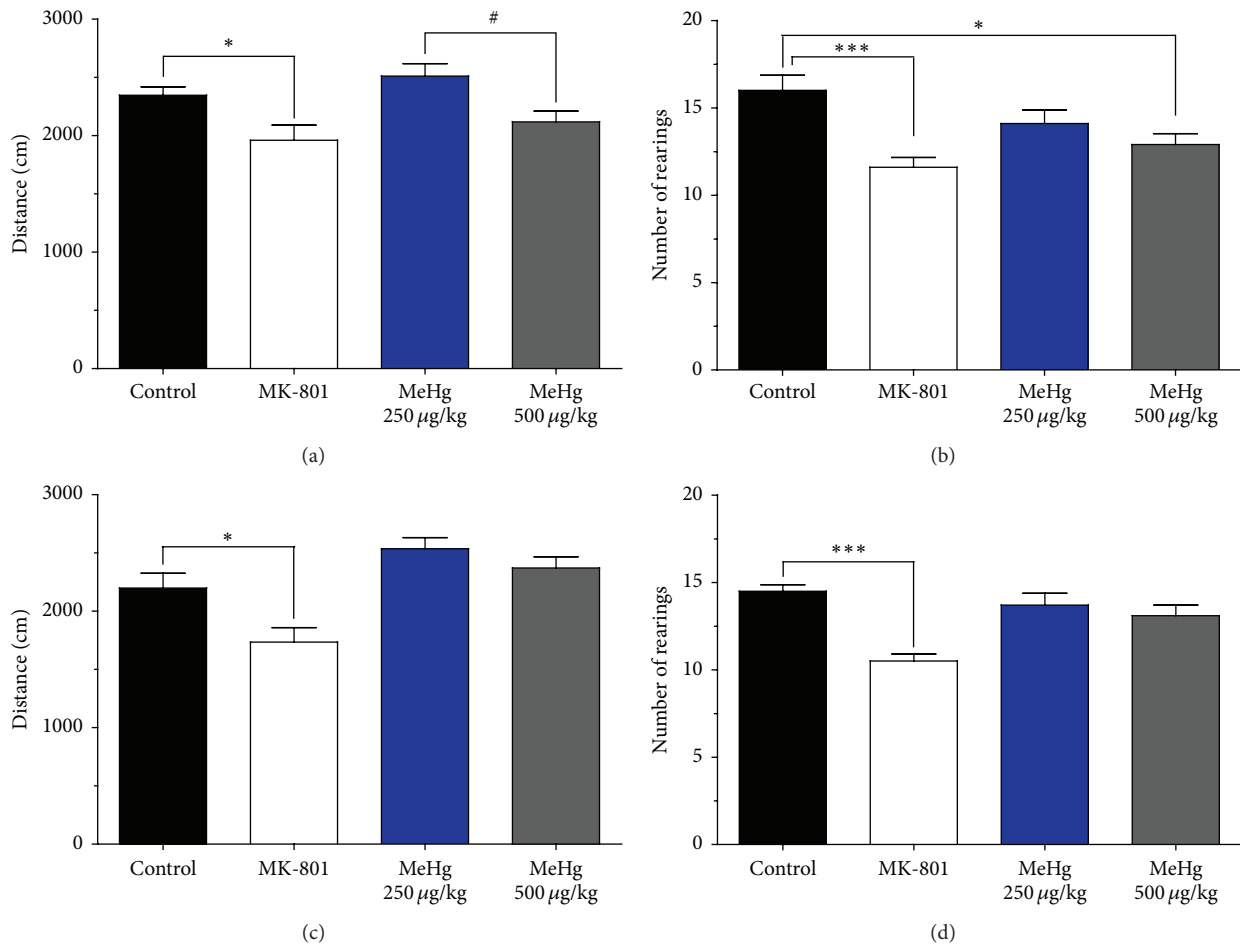 3000
2000
1000
0
Distance (cm)
*
#
Control
MK-801
MeHg
250 μg/kg
MeHg
500 μg/kg
(a)
20
15
10
5
0
Number of rearings
*
***
Control
MK-801
MeHg
250 μg/kg
MeHg
500 μg/kg
(b)
3000
2000
1000
0
Distance (cm)
*
Control
MK-801
MeHg
250 μg/kg
MeHg
500 μg/kg
(c)
20
15
10
5
0
Number of rearings
***
Control
MK-801
MeHg
250 μg/kg
MeHg
500 μg/kg
(d)